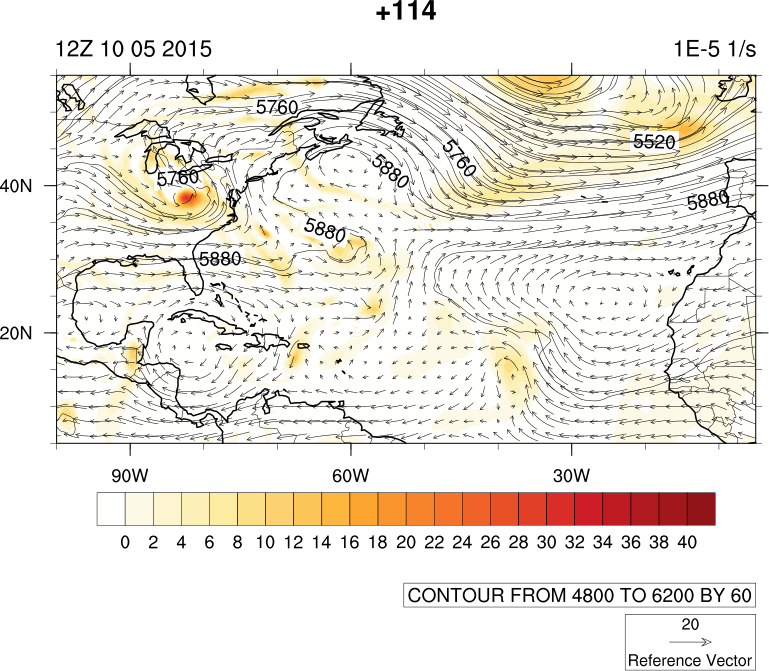 +114
12Z 10 05 2015 1E-5 1/s
5760
5520
5760
5880
5760
40N
5880
5880
5880
20N
90W 60W 30W
0 2 4 6 8 10 12 14 16 18 20 22 24 26 28 30 32 34 36 38 40
CONTOUR FROM 4800 TO 6200 BY 60
20
Reference Vector